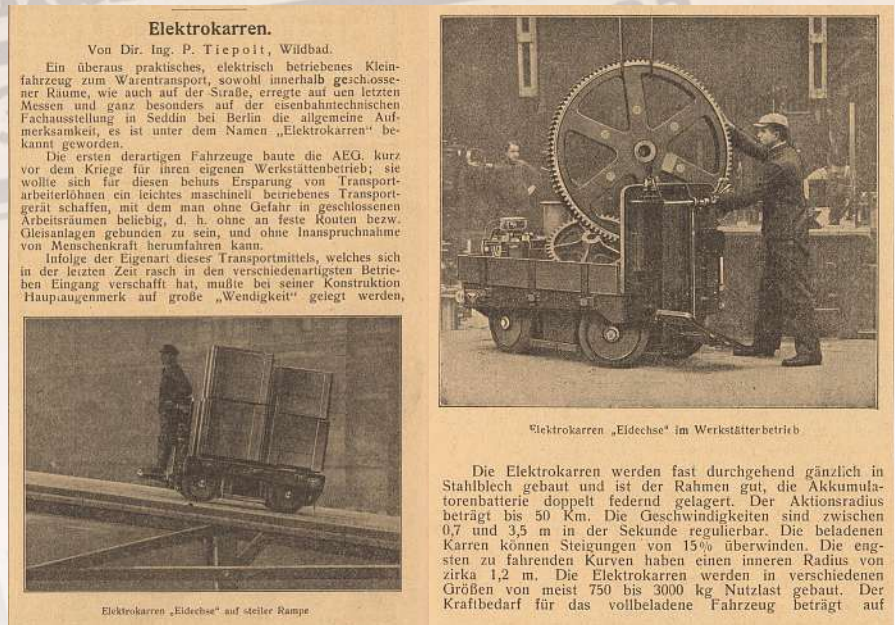 Elektrokarren.
Von Dir. Ing. P. Tiepolt, Wildbad.
Ein überaus praktisches, elektrisch betriebenes Klein-
fahrzeug zum Warentransport, sowohl innerhalb geschlosse-
ner Räume, wie auch auf der Straße, erregte auf den letzten
Messen und ganz besonders auf der eisenbahntechnischen
Fachausstellung in Seddin bei Berlin die allgemeine Auf-
merksamkeit, es ist unter dem Namen „Elektrokarren“ be-
kannt geworden.
Die ersten derartigen Fahrzeuge baute die AEG. kurz
vor dem Kriege für ihren eigenen Werkstättenbetrieb; sie
wollte sich für diesen behufs Ersparung von Transport-
arbeiterlöhnen ein leichtes maschinell betriebenes Transport-
gerät schaffen, mit dem man ohne Gefahr in geschlossenen
Arbeitsräumen beliebig, d. h. ohne an feste Routen bezw.
Gleisanlagen gebunden zu sein, und ohne Inanspruchnahme
von Menschenkraft herumfahren kann.
Infolge der Eigenart dieses Transportmittels, welches sich
in der letzten Zeit rasch in den verschiedenartigsten Betrie-
ben Eingang verschafft hat, mußte bei seiner Konstruktion
Hauptaugenmerk auf große „Wendigkeit“ gelegt werden,
Elektrokarren „Eidechse“ auf steiler Rampe
Elektrokarren „Eidechse“ im Werkstätterbetrieb
Die Elektrokarren werden fast durchgehend gänzlich in
Stahlblech gebaut und ist der Rahmen gut, die Akkumula-
torenbatterie doppelt federnd gelagert. Der Aktionsradius
beträgt bis 50 Km. Die Geschwindigkeiten sind zwischen
0,7 und 3,5 m in der Sekunde regulierbar. Die beladenen
Karren können Steigungen von 15% überwinden. Die eng-
sten zu fahrenden Kurven haben einen inneren Radius von
zirka 1,2 m. Die Elektrokarren werden in verschiedenen
Größen von meist 750 bis 3000 kg Nutzlast gebaut. Der
Kraftbedarf für das vollbeladene Fahrzeug beträgt auf